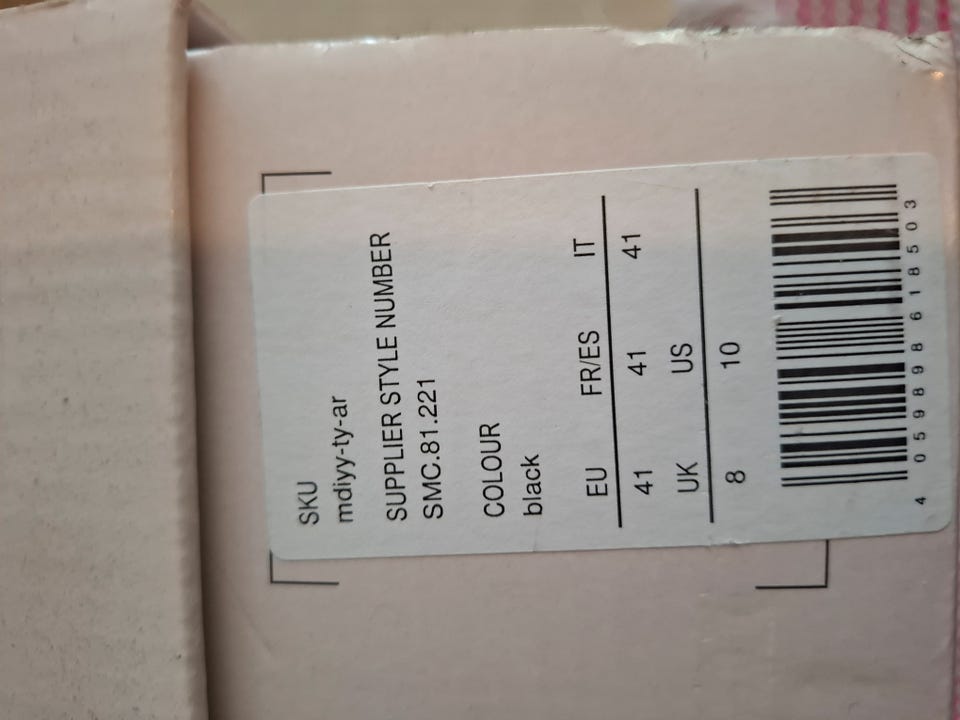 SKU
mdiyy-ty-ar
SUPPLIER STYLE NUMBER
SMC.81.221
COLOUR
black
EU FR/ES IT
41 41 41
UK US
8 10
4 059898 618503